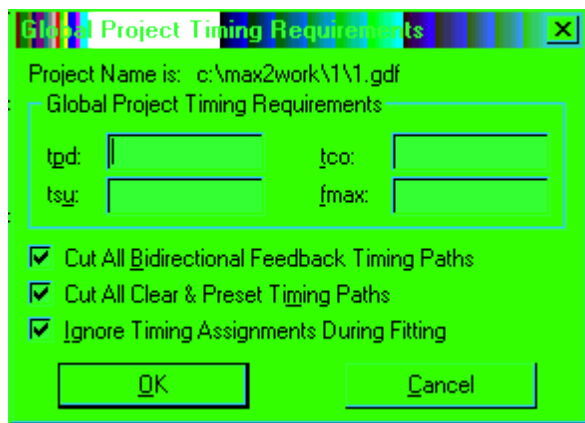 Global Project Timing Requirements
Project Name is: c:\max2work\1\1.gdf
Global Project Timing Requirements
tpd: tco:
tsu: fmax:
Cut All Bidirectional Feedback Timing Paths
Cut All Clear & Preset Timing Paths
Ignore Timing Assignments During Fitting
OK Cancel